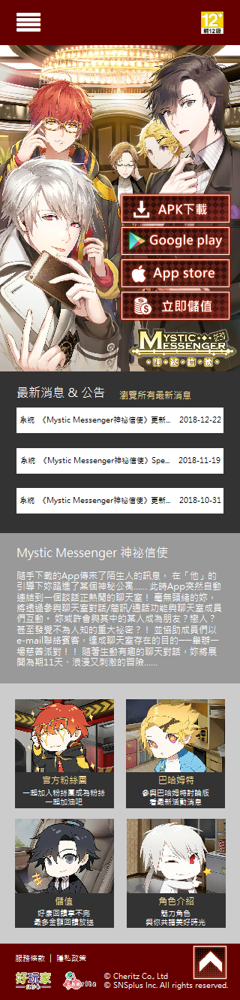 12+
輔12級
APK下載
Google play
App store
立即儲值
MYSTIC MESSENGER
神祕信使
最新消息 & 公告
瀏覽所有最新消息
系統 《Mystic Messenger神祕信使》更新... 2018-12-22
系統 《Mystic Messenger神祕信使》Spe... 2018-11-19
系統 《Mystic Messenger神祕信使》更新... 2018-10-31
Mystic Messenger 神祕信使
隨手下載的App傳來了陌生人的訊息， 在「他」的
引導下妳踏進了某個神秘公寓...... 此時App突然自動
連結到一個談話正熱鬧的聊天室！ 毫無頭緒的妳，
將透過參與聊天室對話/簡訊/通話功能與聊天室成員
們互動。 妳或許會與其中的某人成為朋友？戀人？
甚至發覺不為人知的重大祕密？！ 並協助成員們以
e-mail聯絡賓客，達成聊天室存在的目的──舉辦一
場慈善派對！！ 隨著生動有趣的聊天對話，妳將展
開為期11天、浪漫又刺激的冒險......
官方粉絲團
一起加入粉絲團成為粉絲
一起加油吧
巴哈姆特
參與巴哈姆特討論版
看最新活動消息
儲值
好康回饋享不完
最多金額回饋放送
角色介紹
魅力角色
與你共譜美好時光
服務條款 | 隱私政策
好玩家
SNS+
Cheritz
© Cheritz Co., Ltd
© SNSplus Inc. All rights reserved.